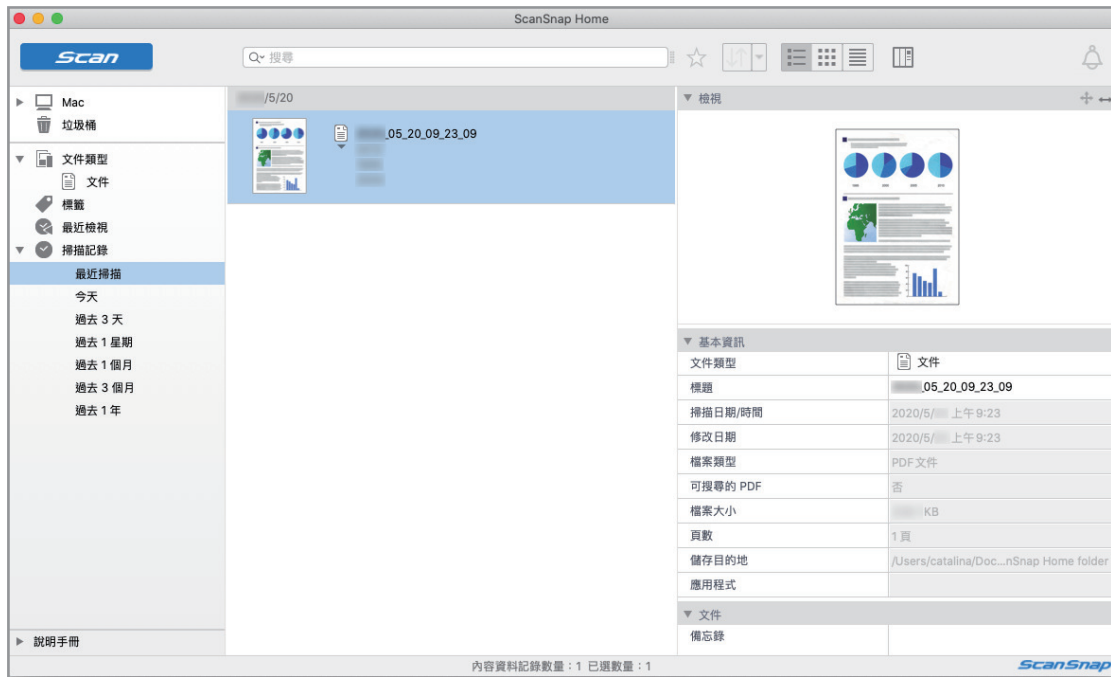 ScanSnap Home
Scan
搜尋
Mac
垃圾桶
文件類型
文件
標籤
最近檢視
掃描記錄
最近掃描
今天
過去 3 天
過去 1 星期
過去 1 個月
過去 3 個月
過去 1 年
說明手冊
/5/20
_05_20_09_23_09
檢視
基本資訊
文件類型 文件
標題 _05_20_09_23_09
掃描日期/時間 2020/5/ 上午 9:23
修改日期 2020/5/ 上午 9:23
檔案類型 PDF 文件
可搜尋的 PDF 否
檔案大小 KB
頁數 1 頁
儲存目的地 /Users/catalina/Doc...nSnap Home folder
應用程式
文件
備忘錄
內容資料記錄數量：1 已選數量：1
ScanSnap